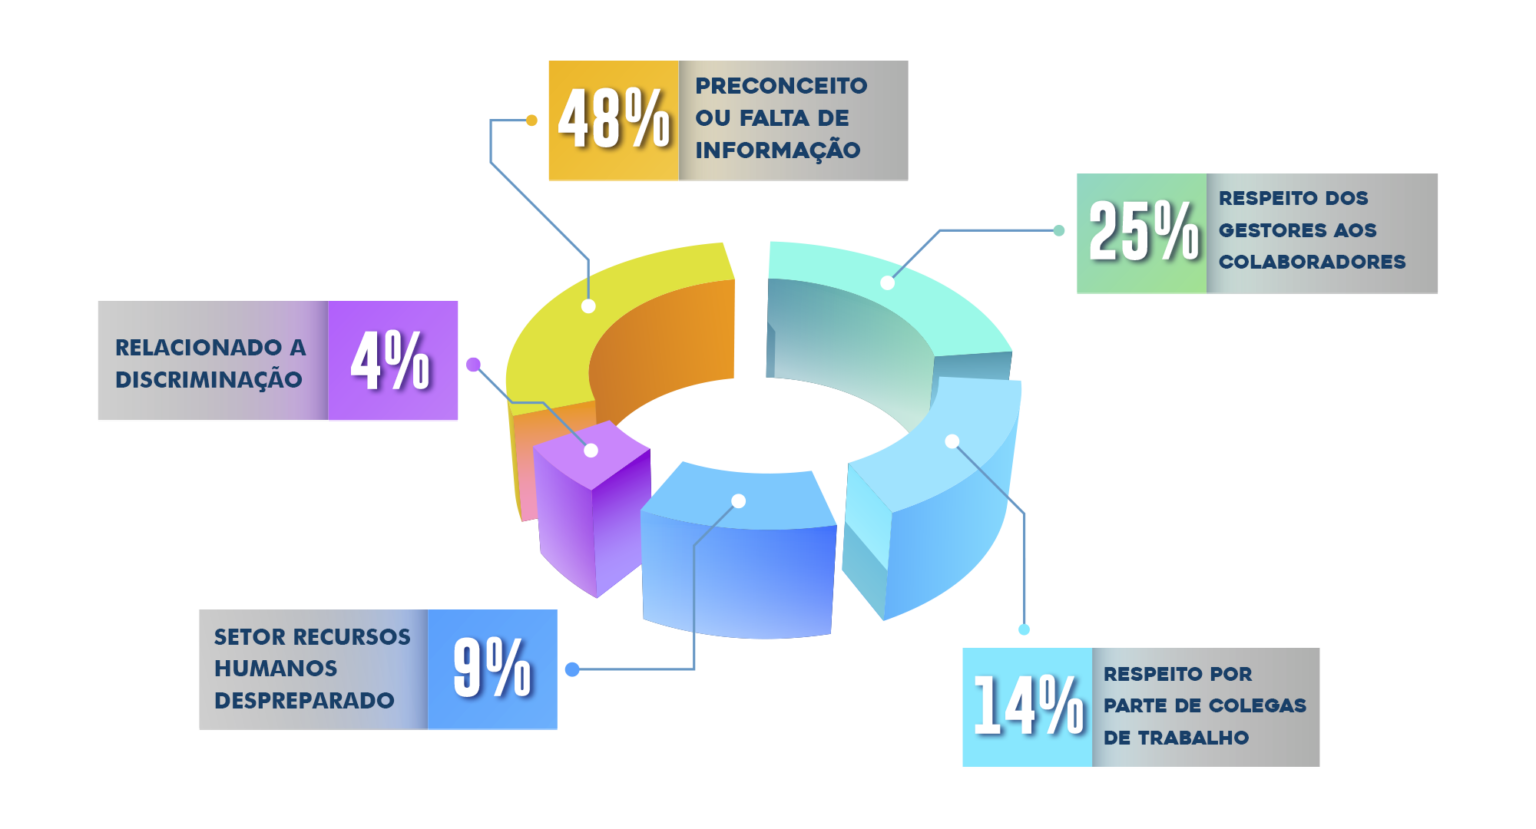 48%
PRECONCEITO
OU FALTA DE
INFORMAÇÃO
25%
RESPEITO DOS
GESTORES AOS
COLABORADORES
RELACIONADO A
DISCRIMINAÇÃO
4%
SETOR RECURSOS
HUMANOS
DESPREPARADO
9%
14%
RESPEITO POR
PARTE DE COLEGAS
DE TRABALHO